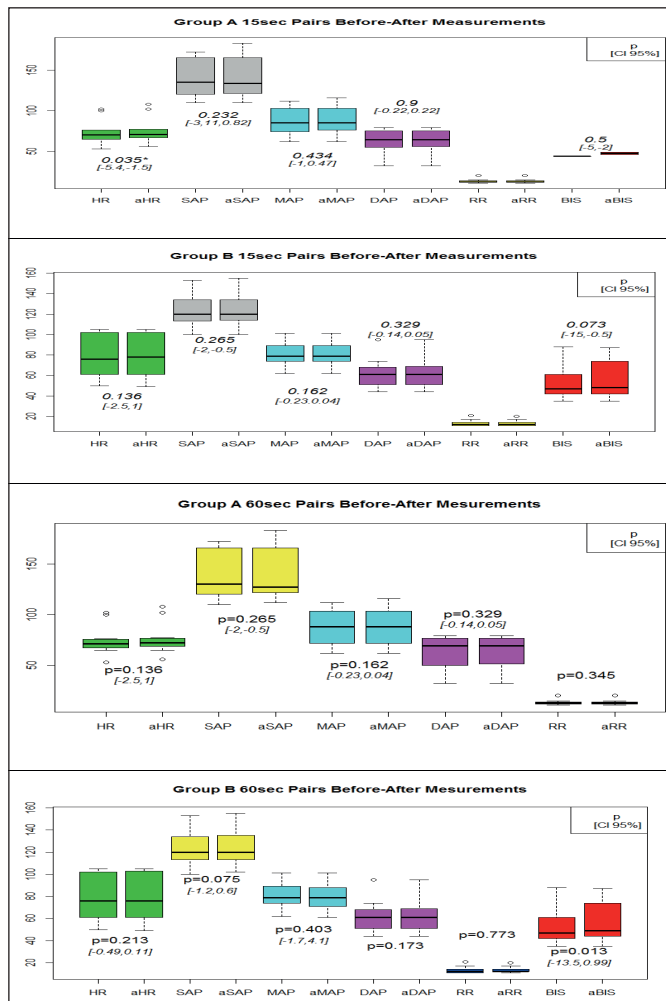 Group A 15sec Pairs Before-After Measurements
p
[CI 95%]
150
100
50
0.232
[-3,11,0.82]
0.9
[-0.22,0.22]
0.035*
[-5.4,-1.5]
0.434
[-1,0.47]
0.5
[-5,-2]
HR aHR SAP aSAP MAP aMAP DAP aDAP RR aRR BIS aBIS
Group B 15sec Pairs Before-After Measurements
p
[CI 95%]
160
140
120
100
80
60
40
20
0.265
[-2,-0.5]
0.329
[-0.14,0.05]
0.073
[-15,-0.5]
0.136
[-2.5,1]
0.162
[-0.23.0.04]
HR aHR SAP aSAP MAP aMAP DAP aDAP RR aRR BIS aBIS
Group A 60sec Pairs Before-After Mesurements
p
[CI 95%]
150
100
50
p=0.265
[-2,-0.5]
p=0.329
[-0.14,0.05]
p=0.136
[-2.5,1]
p=0.162
[-0.23,0.04]
p=0.345
HR aHR SAP aSAP MAP aMAP DAP aDAP RR aRR
Group B 60sec Pairs Before-After Mesurements
p
[CI 95%]
160
140
120
100
80
60
40
20
p=0.075
[-1.2,0.6]
p=0.213
[-0.49,0.11]
p=0.403
[-1.7,4.1]
p=0.173
p=0.773
p=0.013
[-13.5,0.99]
HR aHR SAP aSAP MAP aMAP DAP aDAP RR aRR BIS aBIS